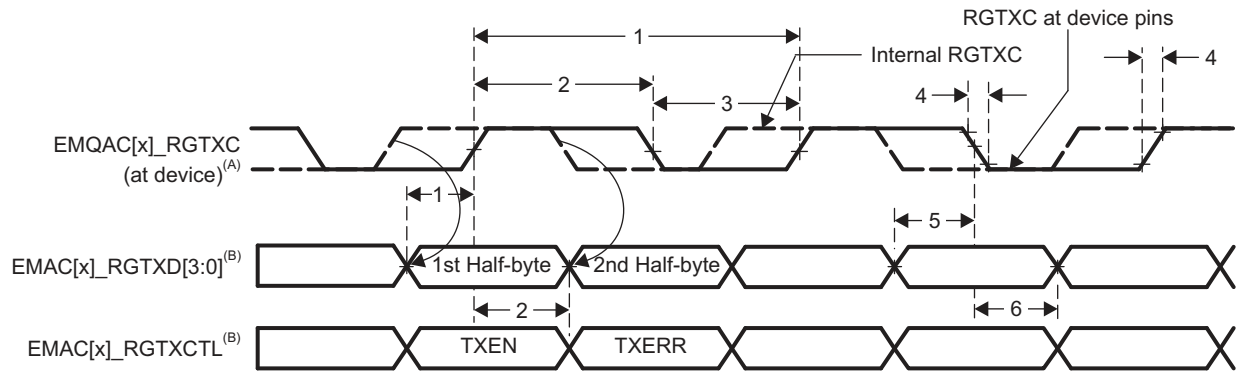 RGTXC at device pins
1
Internal RGTXC
4
2
4
3
EMQAC[x]_RGTXC
(at device)(A)
1
5
EMAC[x]_RGTXD[3:0](B)
1st Half-byte
2nd Half-byte
2
6
EMAC[x]_RGTXCTL(B)
TXEN
TXERR